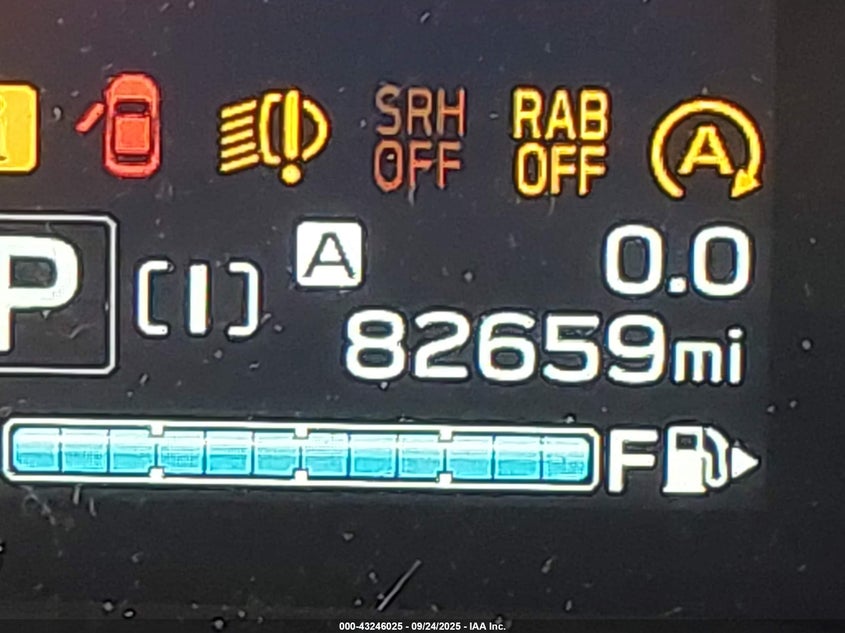 i
SRH RAB
OFF OFF A
P ( I ) A 0.0
82659mi
F
000-43246025 - 09/24/2025 - IAA Inc.